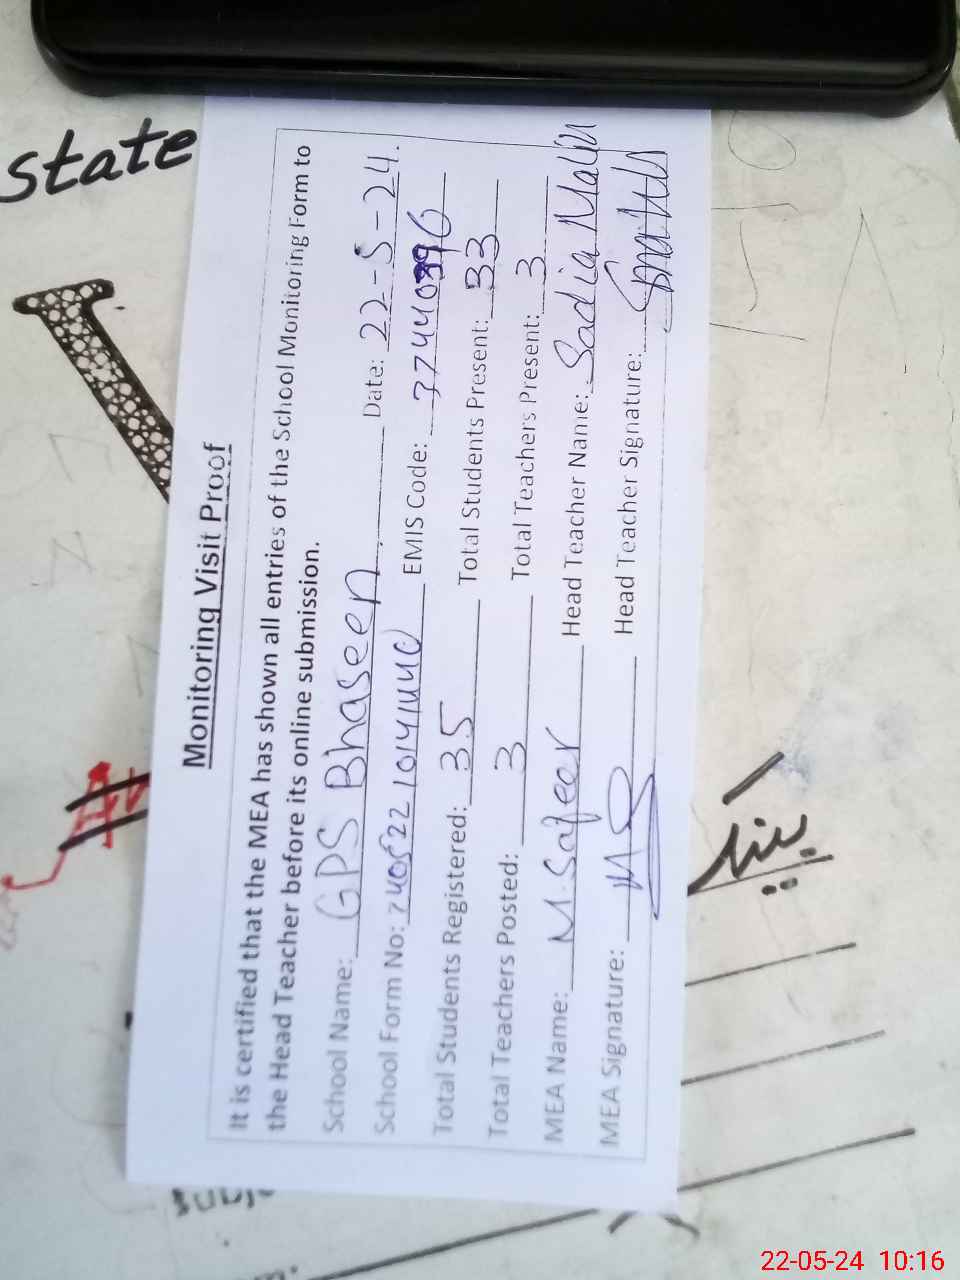 state
Monitoring Visit Proof
It is certified that the MEA has shown all entries of the School Monitoring Form to
the Head Teacher before its online submission.
School Name: GPS Bhaseen Date: 22-5-24.
School Form No: EMIS Code:
Total Students Registered: 35 Total Students Present: 33
Total Teachers Posted: 3 Total Teachers Present: 3
MEA Name: M. Safeer Head Teacher Name: Sadia Malik
MEA Signature: Head Teacher Signature:
22-05-24 10:16